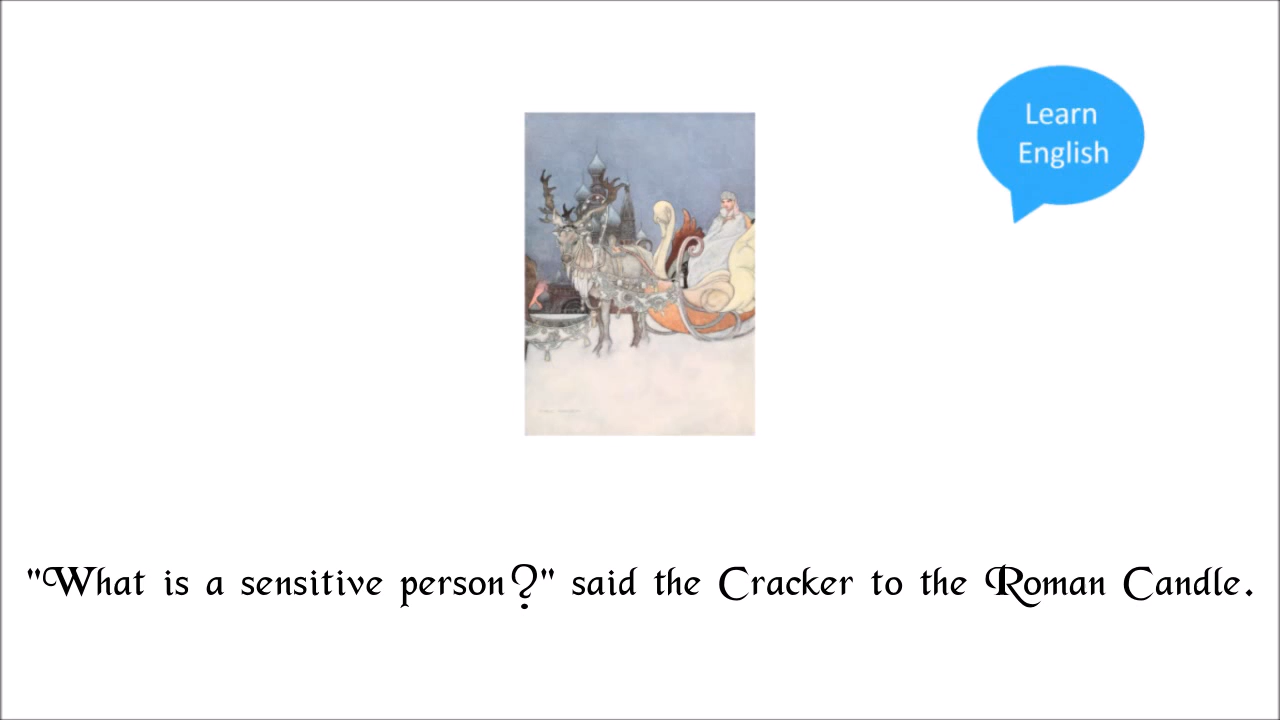 Learn
English
"What is a sensitive person?" said the Cracker to the Roman Candle.